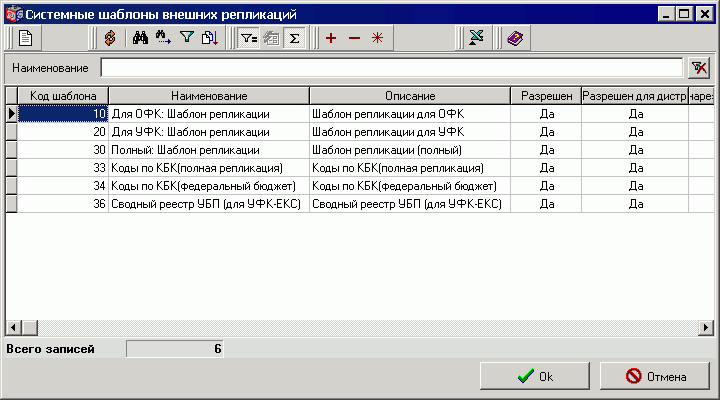 Системные шаблоны внешних репликаций
Наименование
Код шаблона Наименование Описание Разрешен Разрешен для дистр нарез
10 Для ОФК: Шаблон репликации Шаблон репликации для ОФК Да Да
20 Для УФК: Шаблон репликации Шаблон репликации для УФК Да Да
30 Полный: Шаблон репликации Шаблон репликации (полный) Да Да
33 Коды по КБК(полная репликация) Коды по КБК(полная репликация) Да Да
34 Коды по КБК(федеральный бюджет) Коды по КБК(федеральный бюджет) Да Да
36 Сводный реестр УБП (для УФК-ЕКС) Сводный реестр УБП (для УФК-ЕКС) Да Да
Всего записей 6
Ok Отмена